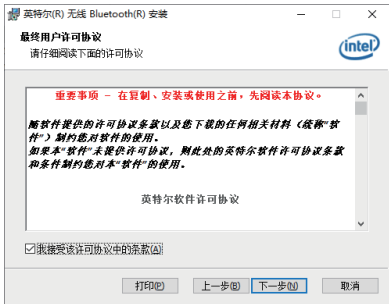 英特尔(R) 无线 Bluetooth(R) 安装
最终用户许可协议
请仔细阅读下面的许可协议
intel
重要事项 - 在复制、安装或使用之前，先阅读本协议。
随软件提供的许可协议条款以及您下载的任何相关材料（统称“软
件”）制约您对软件的使用。
如果本“软件”未提供许可协议，则此处的英特尔软件许可协议条款
和条件制约您对本“软件”的使用。
英特尔软件许可协议
我接受该许可协议中的条款(A)
打印(P)
上一步(B)
下一步(N)
取消